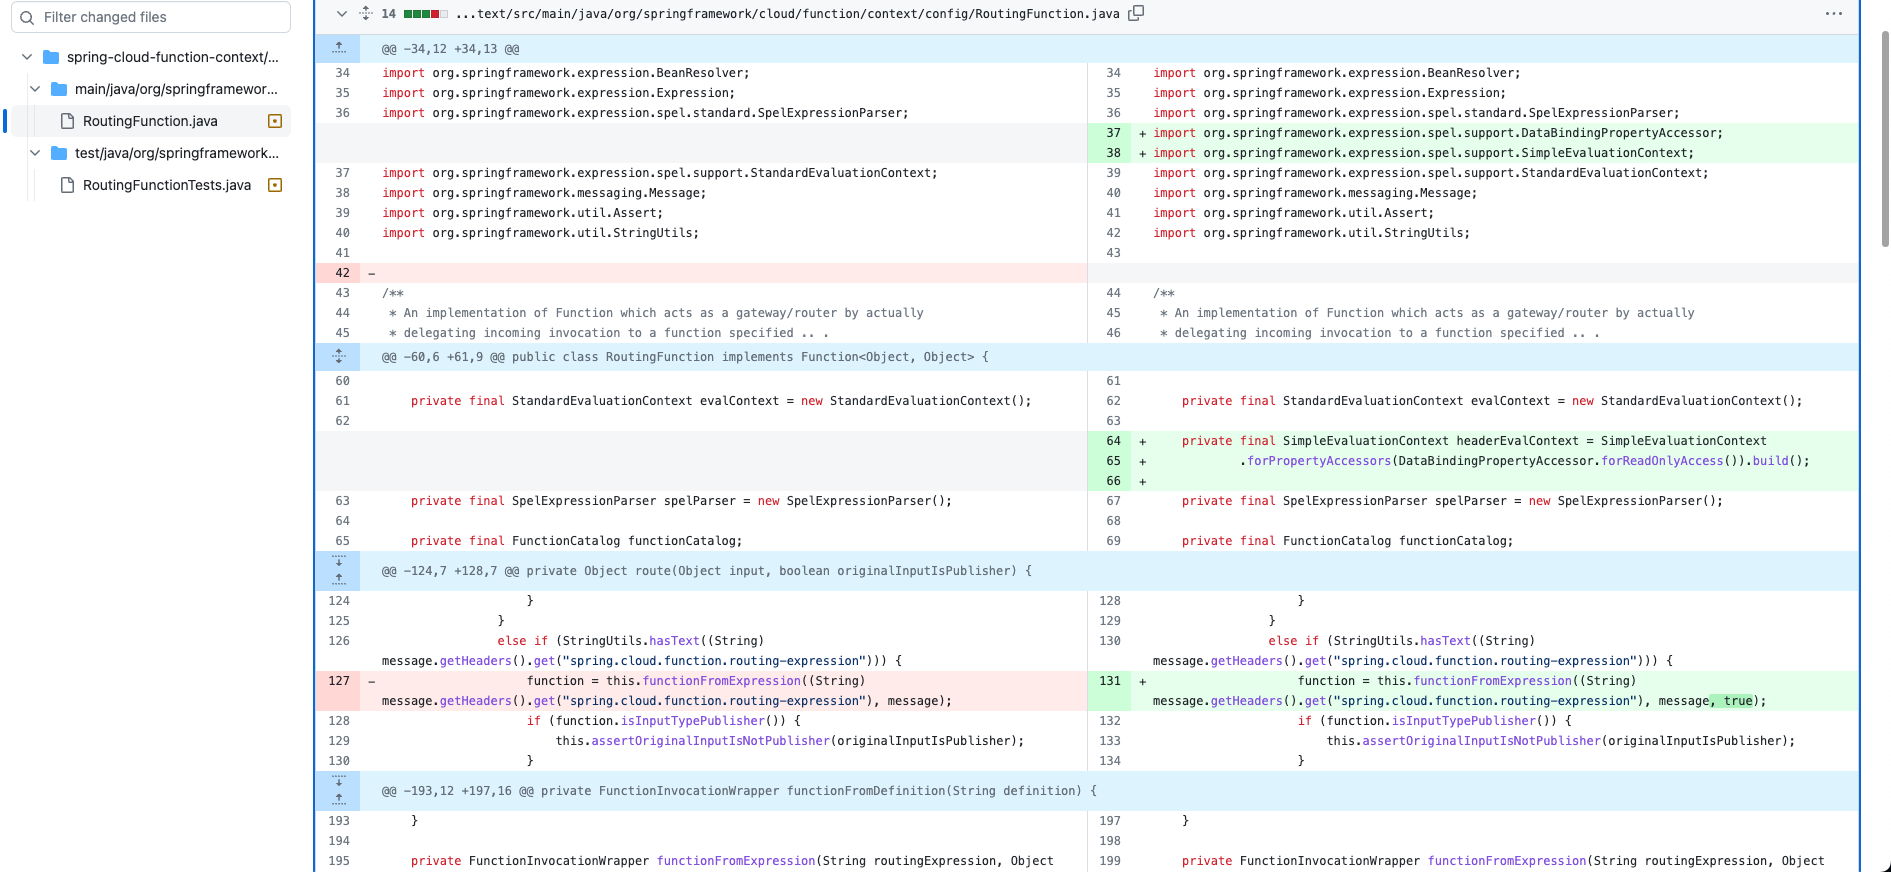 Filter changed files
spring-cloud-function-context/...
main/java/org/springframewor...
RoutingFunction.java
test/java/org/springframework...
RoutingFunctionTests.java
14 ...text/src/main/java/org/springframework/cloud/function/context/config/RoutingFunction.java
@@ -34,12 +34,13 @@
34 import org.springframework.expression.BeanResolver; 34 import org.springframework.expression.BeanResolver;
35 import org.springframework.expression.Expression; 35 import org.springframework.expression.Expression;
36 import org.springframework.expression.spel.standard.SpelExpressionParser; 36 import org.springframework.expression.spel.standard.SpelExpressionParser;
37 + import org.springframework.expression.spel.support.DataBindingPropertyAccessor;
38 + import org.springframework.expression.spel.support.SimpleEvaluationContext;
37 import org.springframework.expression.spel.support.StandardEvaluationContext; 39 import org.springframework.expression.spel.support.StandardEvaluationContext;
38 import org.springframework.messaging.Message; 40 import org.springframework.messaging.Message;
39 import org.springframework.util.Assert; 41 import org.springframework.util.Assert;
40 import org.springframework.util.StringUtils; 42 import org.springframework.util.StringUtils;
41 43
42 -
43 /** 44 /**
44 * An implementation of Function which acts as a gateway/router by actually 45 * An implementation of Function which acts as a gateway/router by actually
45 * delegating incoming invocation to a function specified .. . 46 * delegating incoming invocation to a function specified .. .
@@ -60,6 +61,9 @@ public class RoutingFunction implements Function<Object, Object> {
60 61
61 private final StandardEvaluationContext evalContext = new StandardEvaluationContext(); 62 private final StandardEvaluationContext evalContext = new StandardEvaluationContext();
62 63
64 + private final SimpleEvaluationContext headerEvalContext = SimpleEvaluationContext
65 + .forPropertyAccessors(DataBindingPropertyAccessor.forReadOnlyAccess()).build();
66 +
63 private final SpelExpressionParser spelParser = new SpelExpressionParser(); 67 private final SpelExpressionParser spelParser = new SpelExpressionParser();
64 68
65 private final FunctionCatalog functionCatalog; 69 private final FunctionCatalog functionCatalog;
@@ -124,7 +128,7 @@ private Object route(Object input, boolean originalInputIsPublisher) {
124 } 128 }
125 } 129 }
126 else if (StringUtils.hasText((String) 130 else if (StringUtils.hasText((String)
message.getHeaders().get("spring.cloud.function.routing-expression"))) { message.getHeaders().get("spring.cloud.function.routing-expression"))) {
127 - function = this.functionFromExpression((String) 131 + function = this.functionFromExpression((String)
message.getHeaders().get("spring.cloud.function.routing-expression"), message); message.getHeaders().get("spring.cloud.function.routing-expression"), message, true);
128 if (function.isInputTypePublisher()) { 132 if (function.isInputTypePublisher()) {
129 this.assertOriginalInputIsNotPublisher(originalInputIsPublisher); 133 this.assertOriginalInputIsNotPublisher(originalInputIsPublisher);
130 } 134 }
@@ -193,12 +197,16 @@ private FunctionInvocationWrapper functionFromDefinition(String definition) {
193 } 197 }
194 198
195 private FunctionInvocationWrapper functionFromExpression(String routingExpression, Object 199 private FunctionInvocationWrapper functionFromExpression(String routingExpression, Object